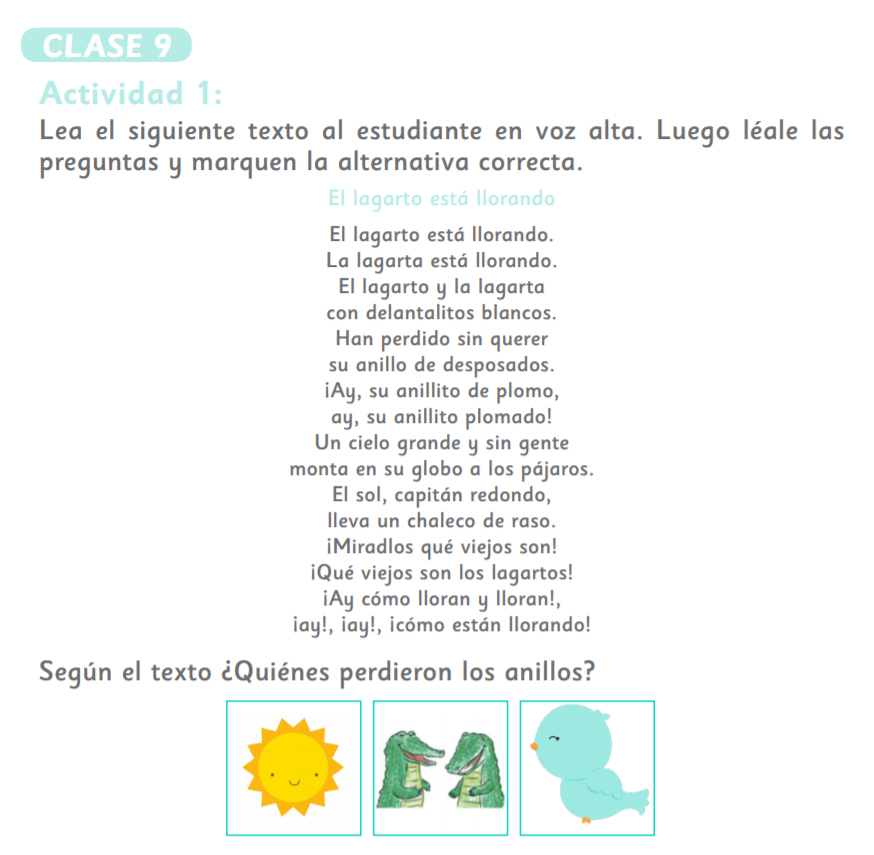 CLASE 9
Actividad 1:
Lea el siguiente texto al estudiante en voz alta. Luego léale las
preguntas y marquen la alternativa correcta.
El lagarto está llorando
El lagarto está llorando.
La lagarta está llorando.
El lagarto y la lagarta
con delantalitos blancos.
Han perdido sin querer
su anillo de desposados.
¡Ay, su anillito de plomo,
ay, su anillito plomado!
Un cielo grande y sin gente
monta en su globo a los pájaros.
El sol, capitán redondo,
lleva un chaleco de raso.
¡Miradlos qué viejos son!
¡Qué viejos son los lagartos!
¡Ay cómo lloran y lloran!,
¡ay!, ¡ay!, ¡cómo están llorando!
Según el texto ¿Quiénes perdieron los anillos?